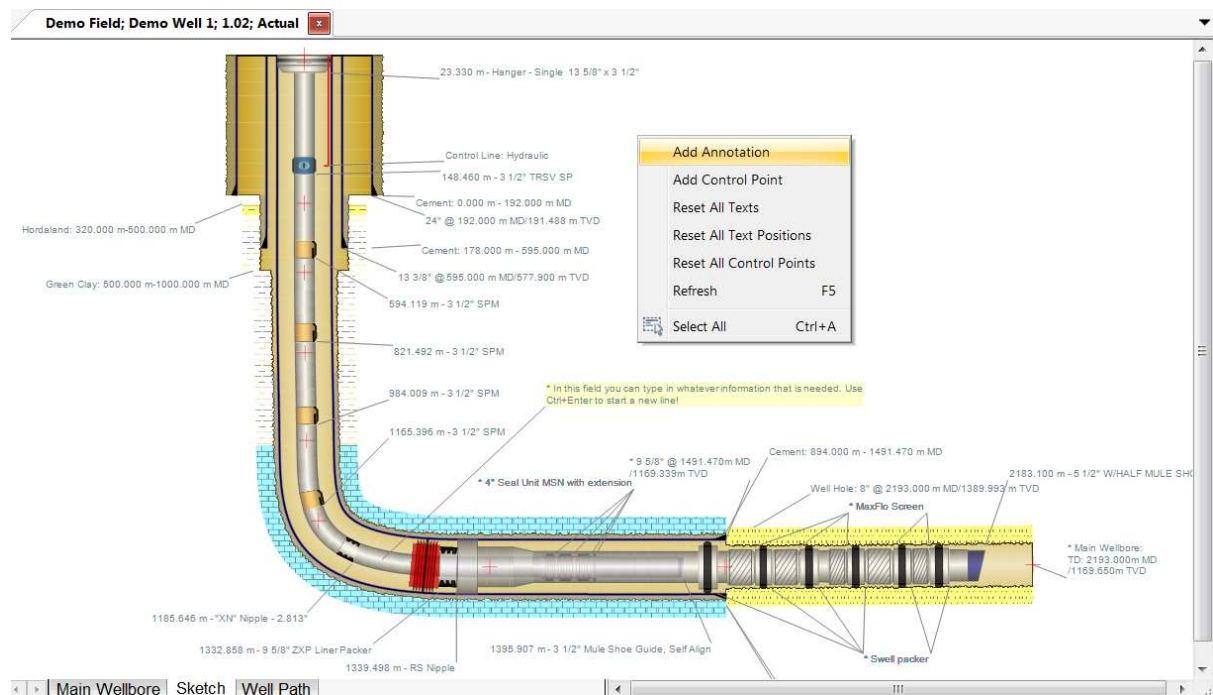 Demo Field; Demo Well 1; 1.02; Actual
23.330 m - Hanger - Single 13 5/8" x 3 1/2"
Control Line: Hydraulic
148.460 m - 3 1/2" TRSV SP
Cement: 0.000 m - 192.000 m MD
24" @ 192.000 m MD/191.488 m TVD
Hordaland: 320.000 m-500.000 m MD
Cement: 178.000 m - 595.000 m MD
13 3/8" @ 595.000 m MD/577.900 m TVD
Green Clay: 500.000 m-1000.000 m MD
594.119 m - 3 1/2" SPM
821.492 m - 3 1/2" SPM
984.009 m - 3 1/2" SPM
1165.396 m - 3 1/2" SPM
Add Annotation
Add Control Point
Reset All Texts
Reset All Text Positions
Reset All Control Points
Refresh F5
Select All Ctrl+A
* In this field you can type in whatever information that is needed. Use
Ctrl+Enter to start a new line!
* 9 5/8" @ 1491.470m MD
/1169.339m TVD
* 4" Seal Unit MSN with extension
Cement: 894.000 m - 1491.470 m MD
2183.100 m - 5 1/2" W/HALF MULE SHO
Well Hole: 8" @ 2193.000 m MD/1389.993 m TVD
* MaxFlo Screen
* Main Wellbore:
TD: 2193.000m MD
/1169.650m TVD
1185.646 m - "XN" Nipple - 2.813"
1332.858 m - 9 5/8" ZXP Liner Packer
1339.498 m - RS Nipple
1395.907 m - 3 1/2" Mule Shoe Guide, Self Align
* Swell packer
Main Wellbore Sketch Well Path